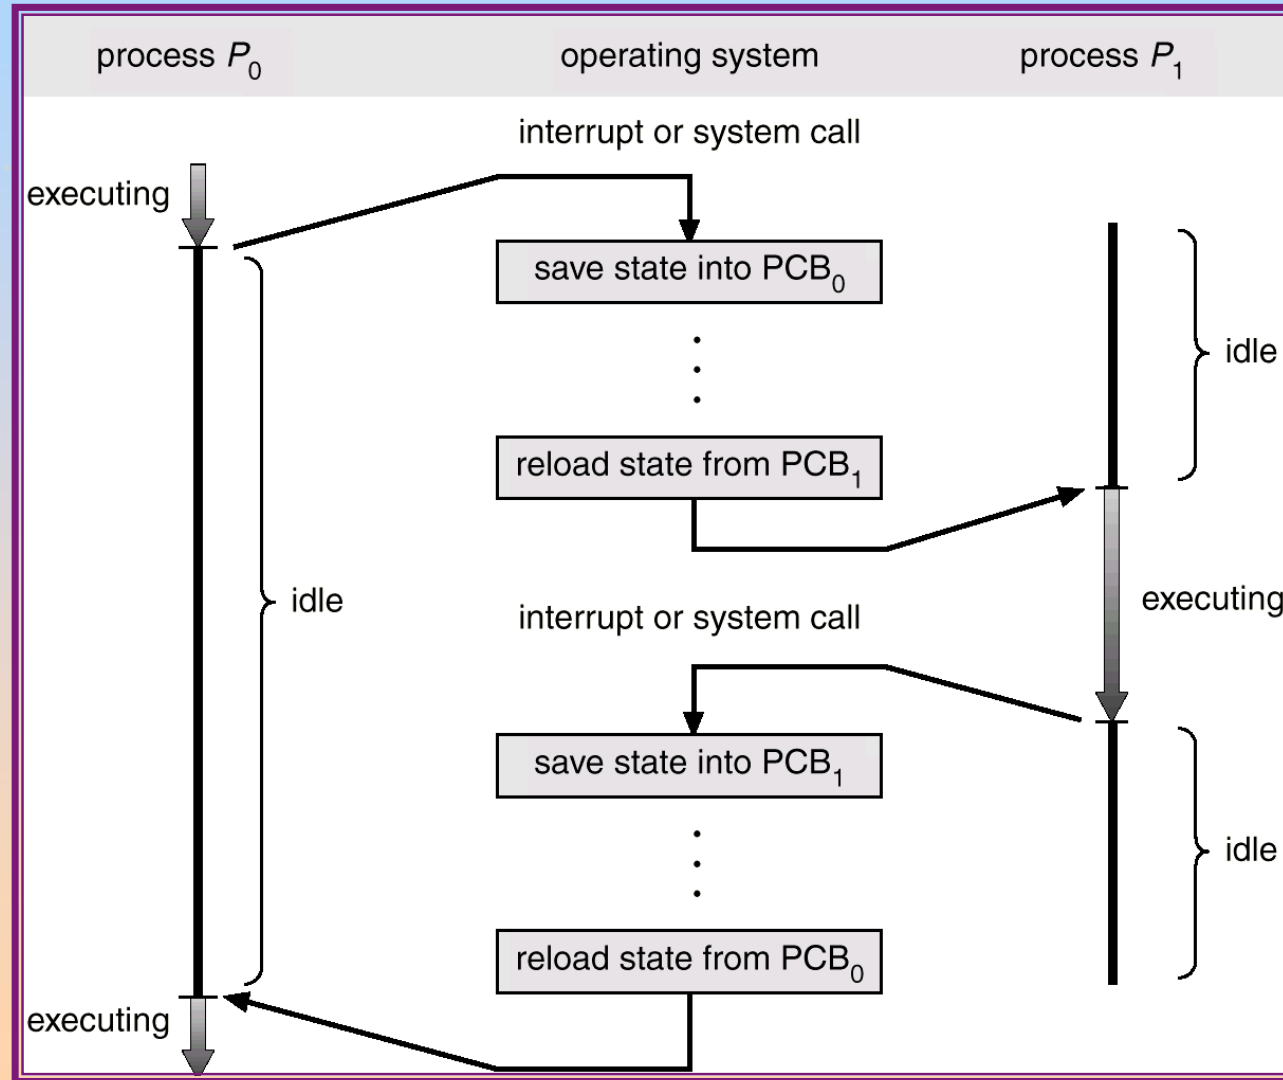 process P0 operating system process P1
interrupt or system call
executing
save state into PCB0
idle
reload state from PCB1
idle
executing
interrupt or system call
save state into PCB1
idle
reload state from PCB0
executing